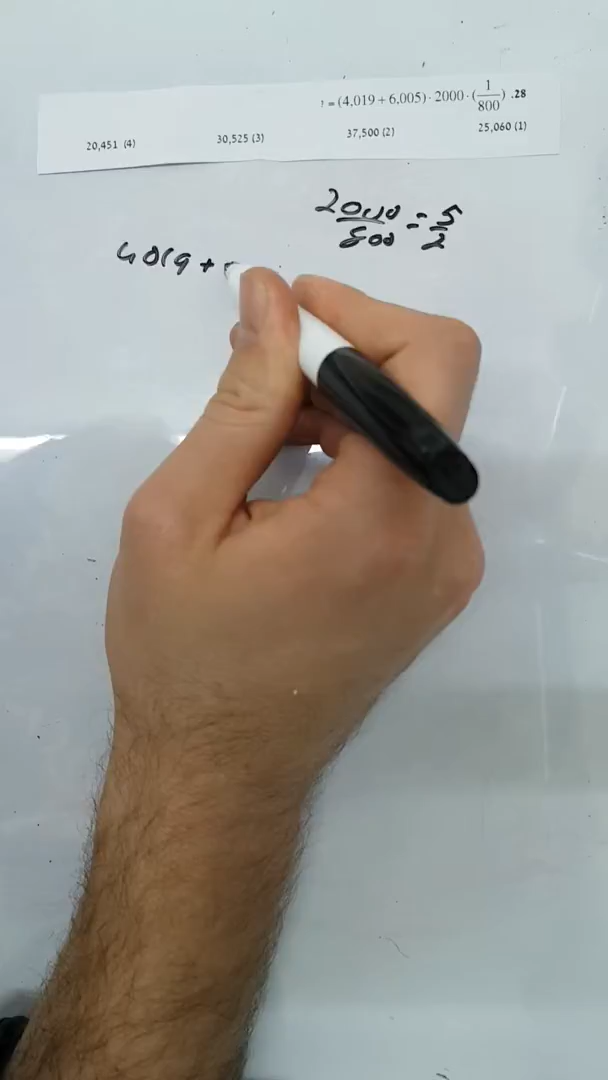 ? = (4,019 + 6,005) · 2000 · (1/800) .28
25,060 (1) 37,500 (2) 30,525 (3) 20,451 (4)
2000/800 = 5/2
4019 +